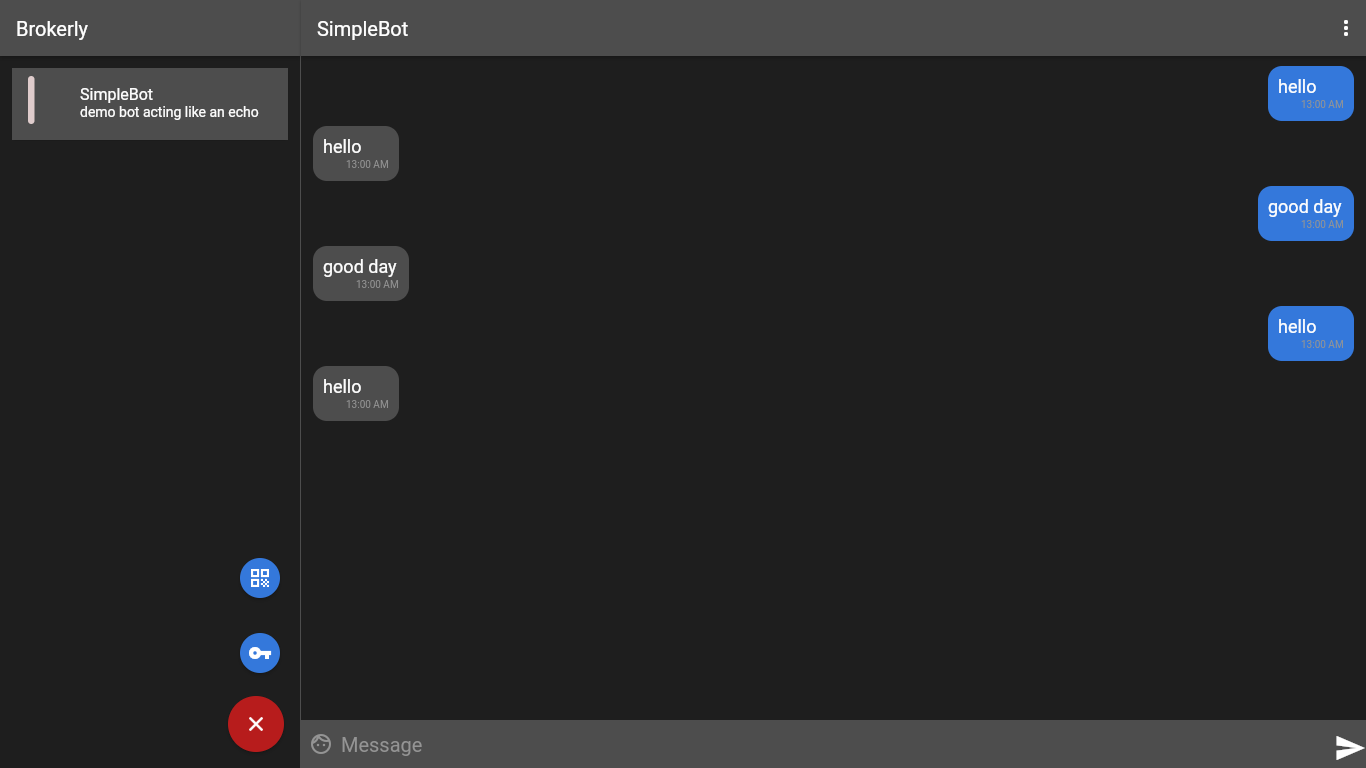 Brokerly
SimpleBot
demo bot acting like an echo
SimpleBot
hello
13:00 AM
hello
13:00 AM
good day
13:00 AM
good day
13:00 AM
hello
13:00 AM
hello
13:00 AM
Message